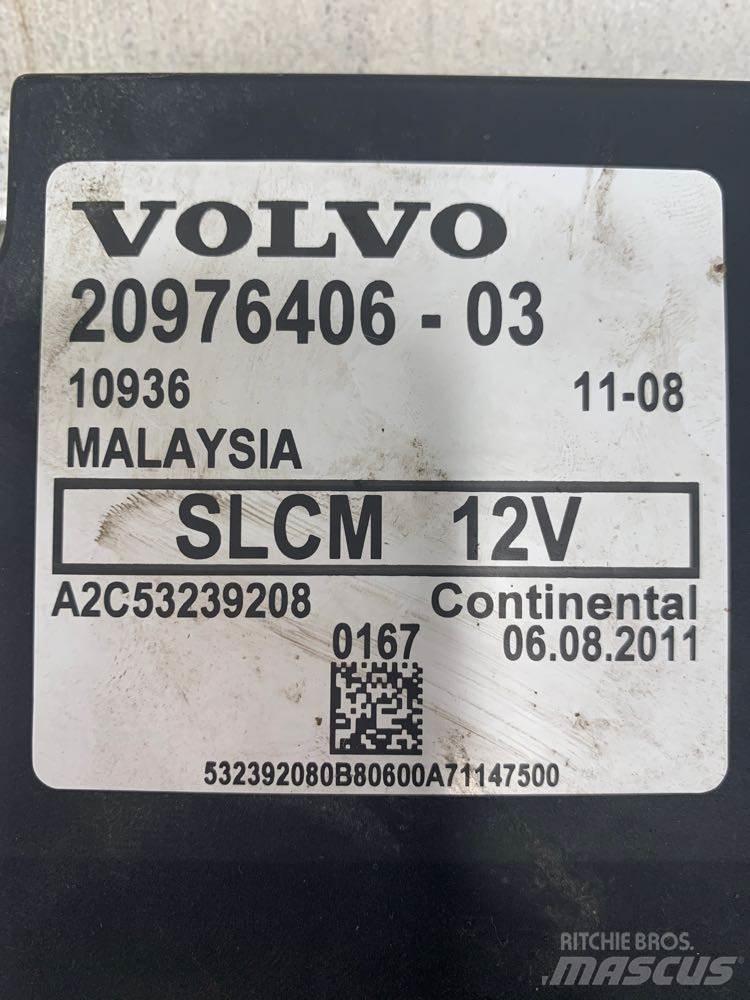 VOLVO
20976406 - 03
10936 11-08
MALAYSIA
SLCM 12V
A2C53239208 Continental
0167 06.08.2011
532392080B80600A71147500
RITCHIE BROS.
MASCUS